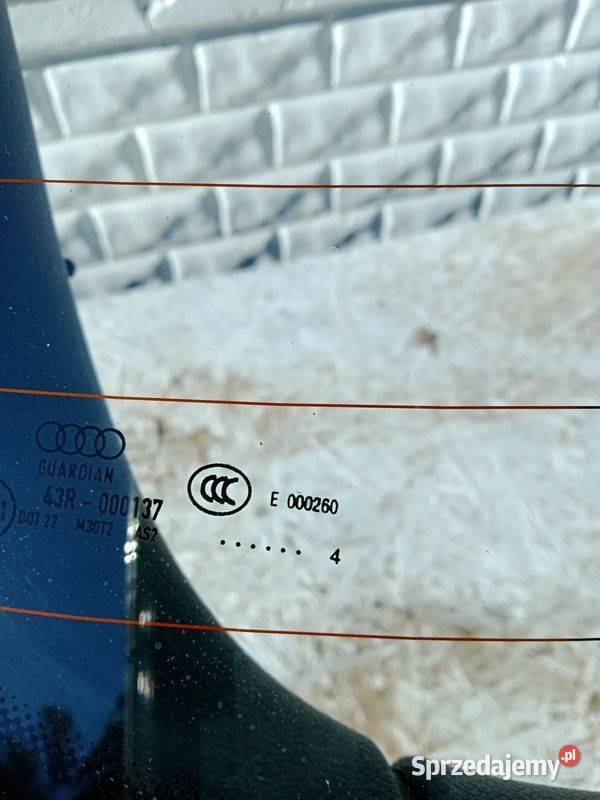 GUARDIAN
43R - 000137
DOT 22 M30T2 AS2
CCC E 000260
...... 4
Sprzedajemy.pl